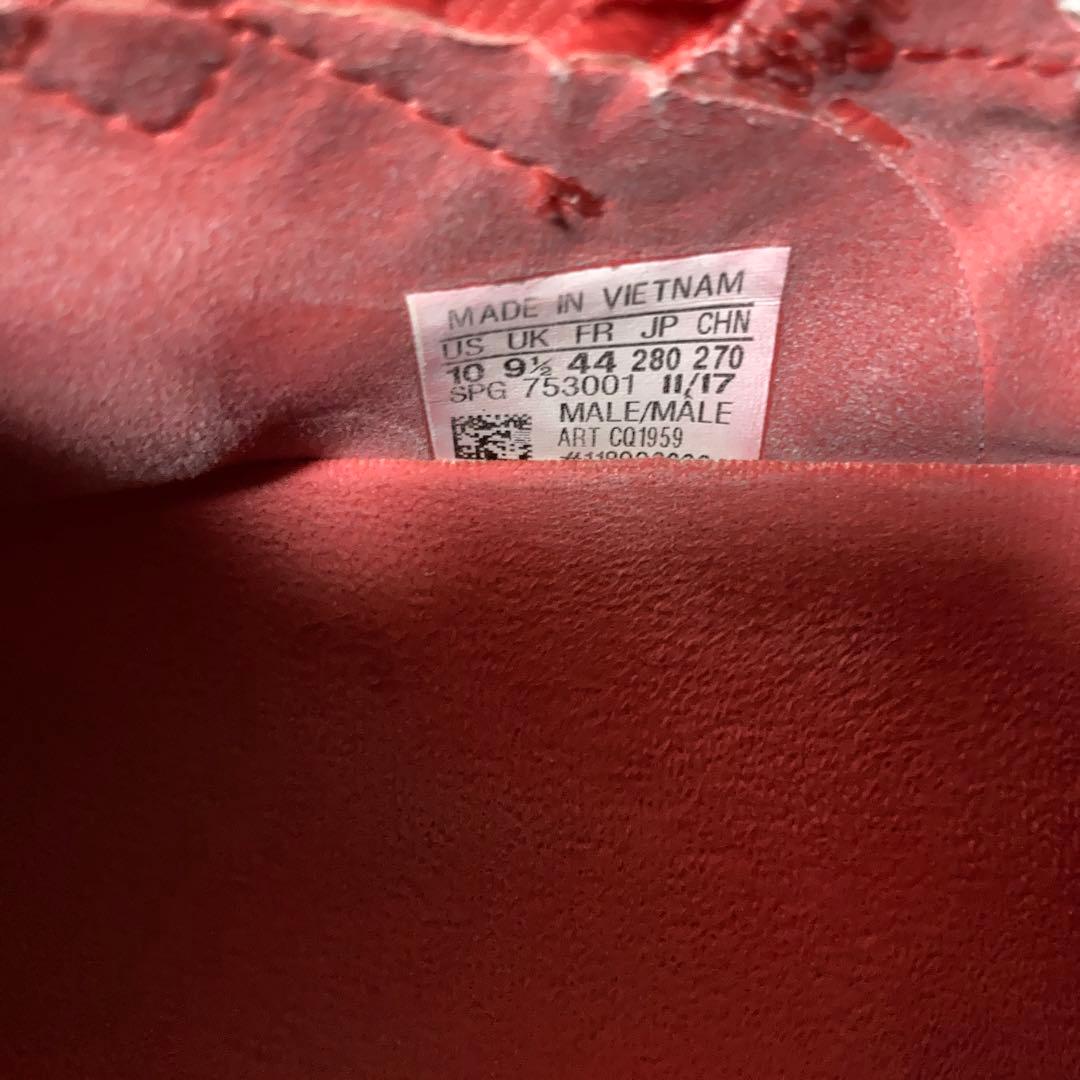 MADE IN VIETNAM
US UK FR JP CHN
10 9½ 44 280 270
SPG 753001 11/17
MALE/MÂLE
ART CQ1959